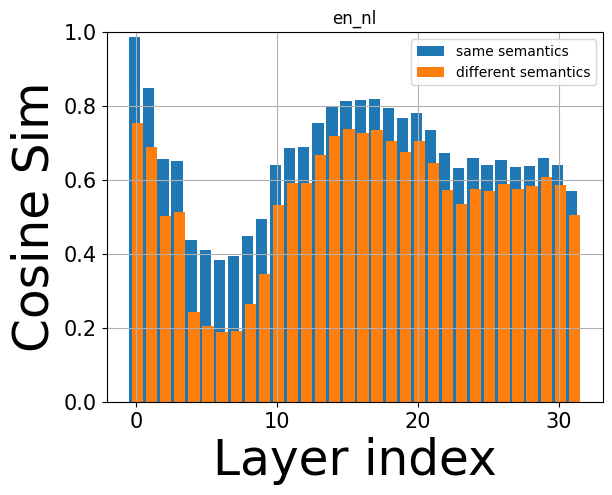 en_nl
same semantics
different semantics
Cosine Sim
1.0
0.8
0.6
0.4
0.2
0.0
0 10 20 30
Layer index